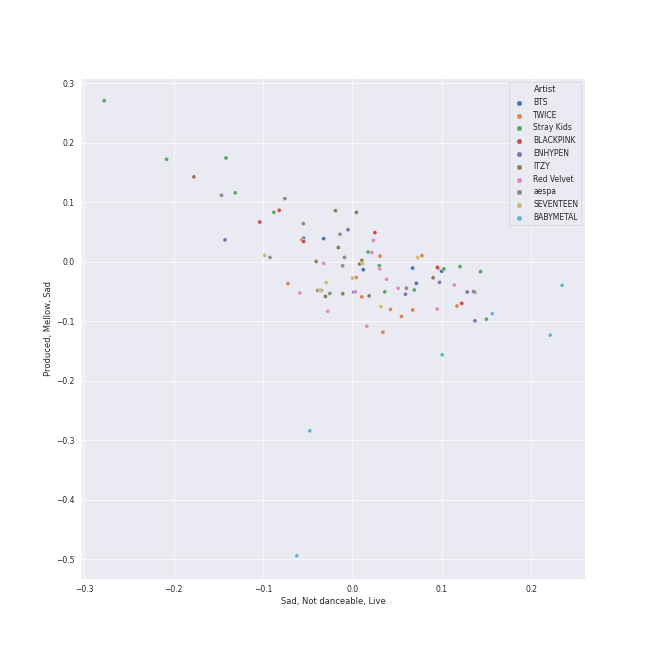 Artist
BTS
TWICE
Stray Kids
BLACKPINK
ENHYPEN
ITZY
Red Velvet
aespa
SEVENTEEN
BABYMETAL
0.3
0.2
0.1
0.0
−0.1
−0.2
−0.3
−0.4
−0.5
Produced, Mellow, Sad
−0.3 −0.2 −0.1 0.0 0.1 0.2
Sad, Not danceable, Live